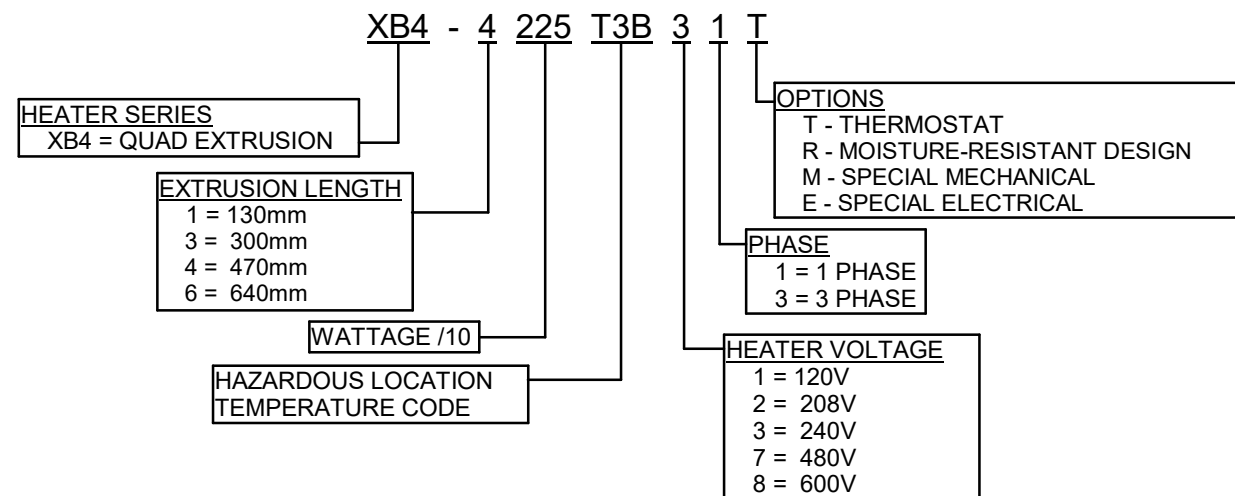 XB4 - 4 225 T3B 3 1 T
HEATER SERIES
XB4 = QUAD EXTRUSION
EXTRUSION LENGTH
1 = 130mm
3 = 300mm
4 = 470mm
6 = 640mm
WATTAGE /10
HAZARDOUS LOCATION
TEMPERATURE CODE
OPTIONS
T - THERMOSTAT
R - MOISTURE-RESISTANT DESIGN
M - SPECIAL MECHANICAL
E - SPECIAL ELECTRICAL
PHASE
1 = 1 PHASE
3 = 3 PHASE
HEATER VOLTAGE
1 = 120V
2 = 208V
3 = 240V
7 = 480V
8 = 600V